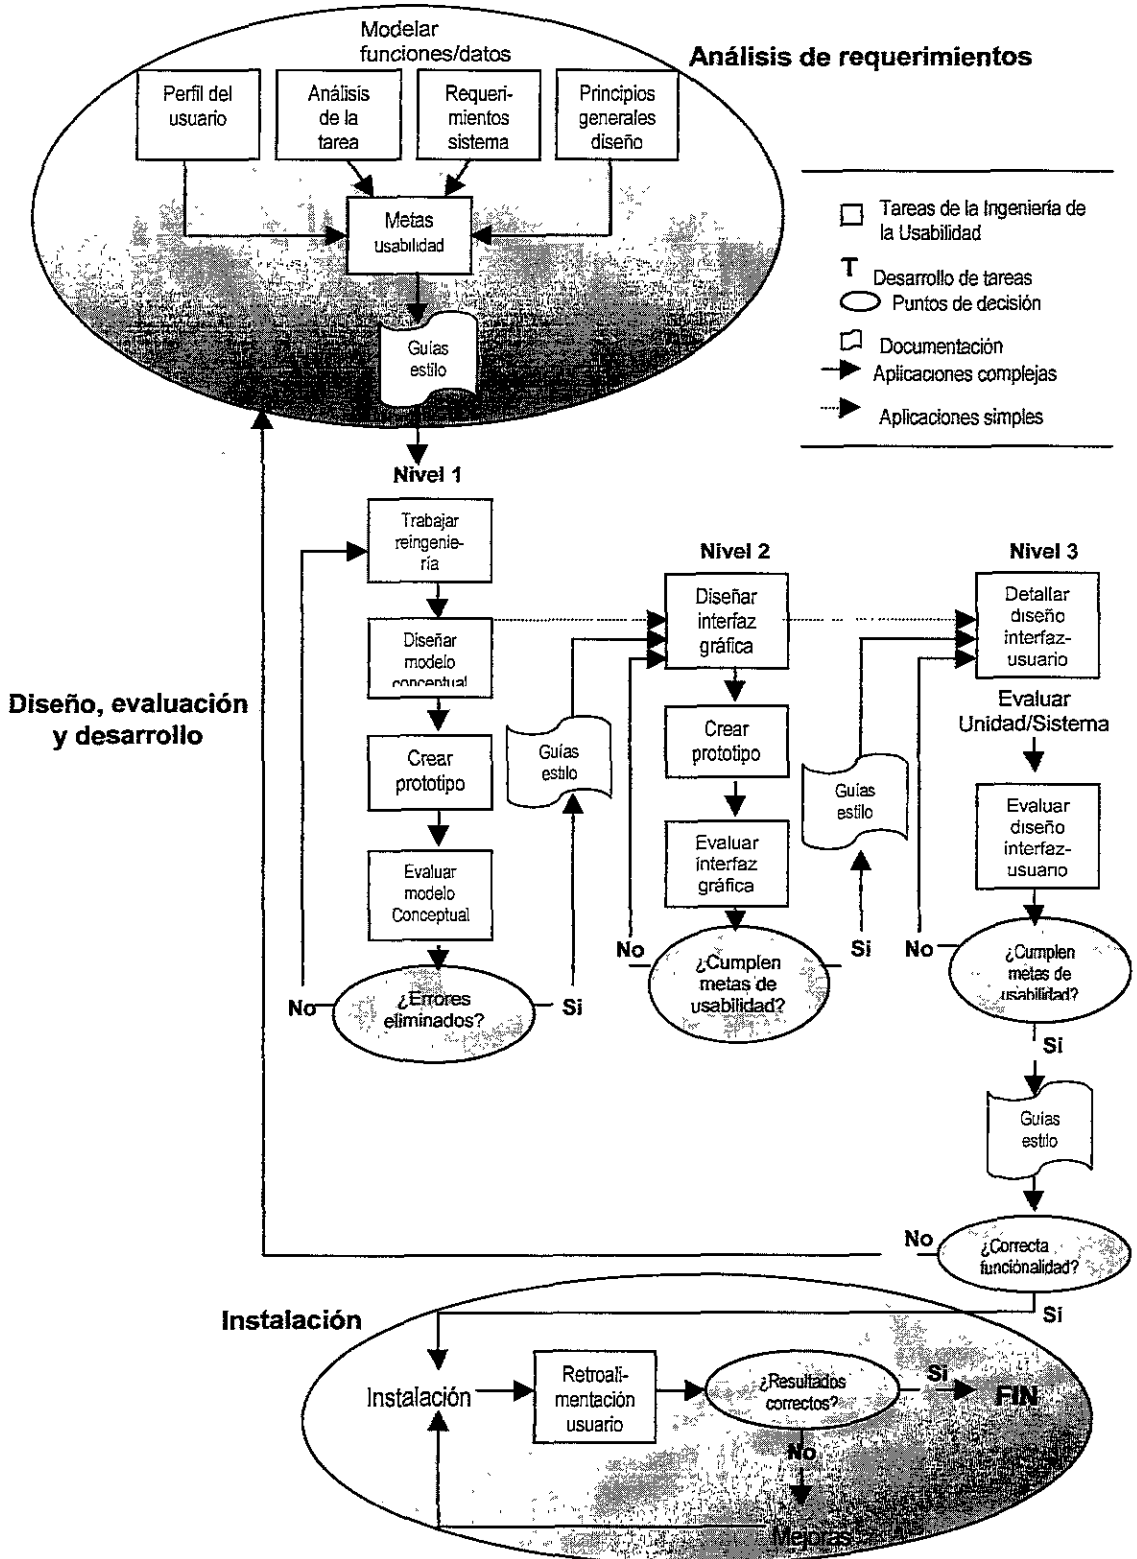 Modelar
funciones/datos
Análisis de requerimientos
Perfil del
usuario
Análisis
de la
tarea
Requeri-
mientos
sistema
Principios
generales
diseño
Metas
usabilidad
Guías
estilo
Tareas de la Ingeniería de
la Usabilidad
T
Desarrollo de tareas
Puntos de decisión
Documentación
Aplicaciones complejas
Aplicaciones simples
Nivel 1
Trabajar
reingenie-
ría
Diseñar
modelo
conceptual
Crear
prototipo
Evaluar
modelo
Conceptual
¿Errores
eliminados?
No
Si
Guías
estilo
Diseño, evaluación
y desarrollo
Nivel 2
Diseñar
interfaz
gráfica
Crear
prototipo
Evaluar
interfaz
gráfica
¿Cumplen
metas de
usabilidad?
No
Si
Guías
estilo
Nivel 3
Detallar
diseño
interfaz-
usuario
Evaluar
Unidad/Sistema
Evaluar
diseño
interfaz-
usuario
¿Cumplen
metas de
usabilidad?
No
Si
Guías
estilo
¿Correcta
funcionalidad?
No
Si
Instalación
Instalación
Retroali-
mentación
usuario
¿Resultados
correctos?
Si
FIN
No
Mejoras